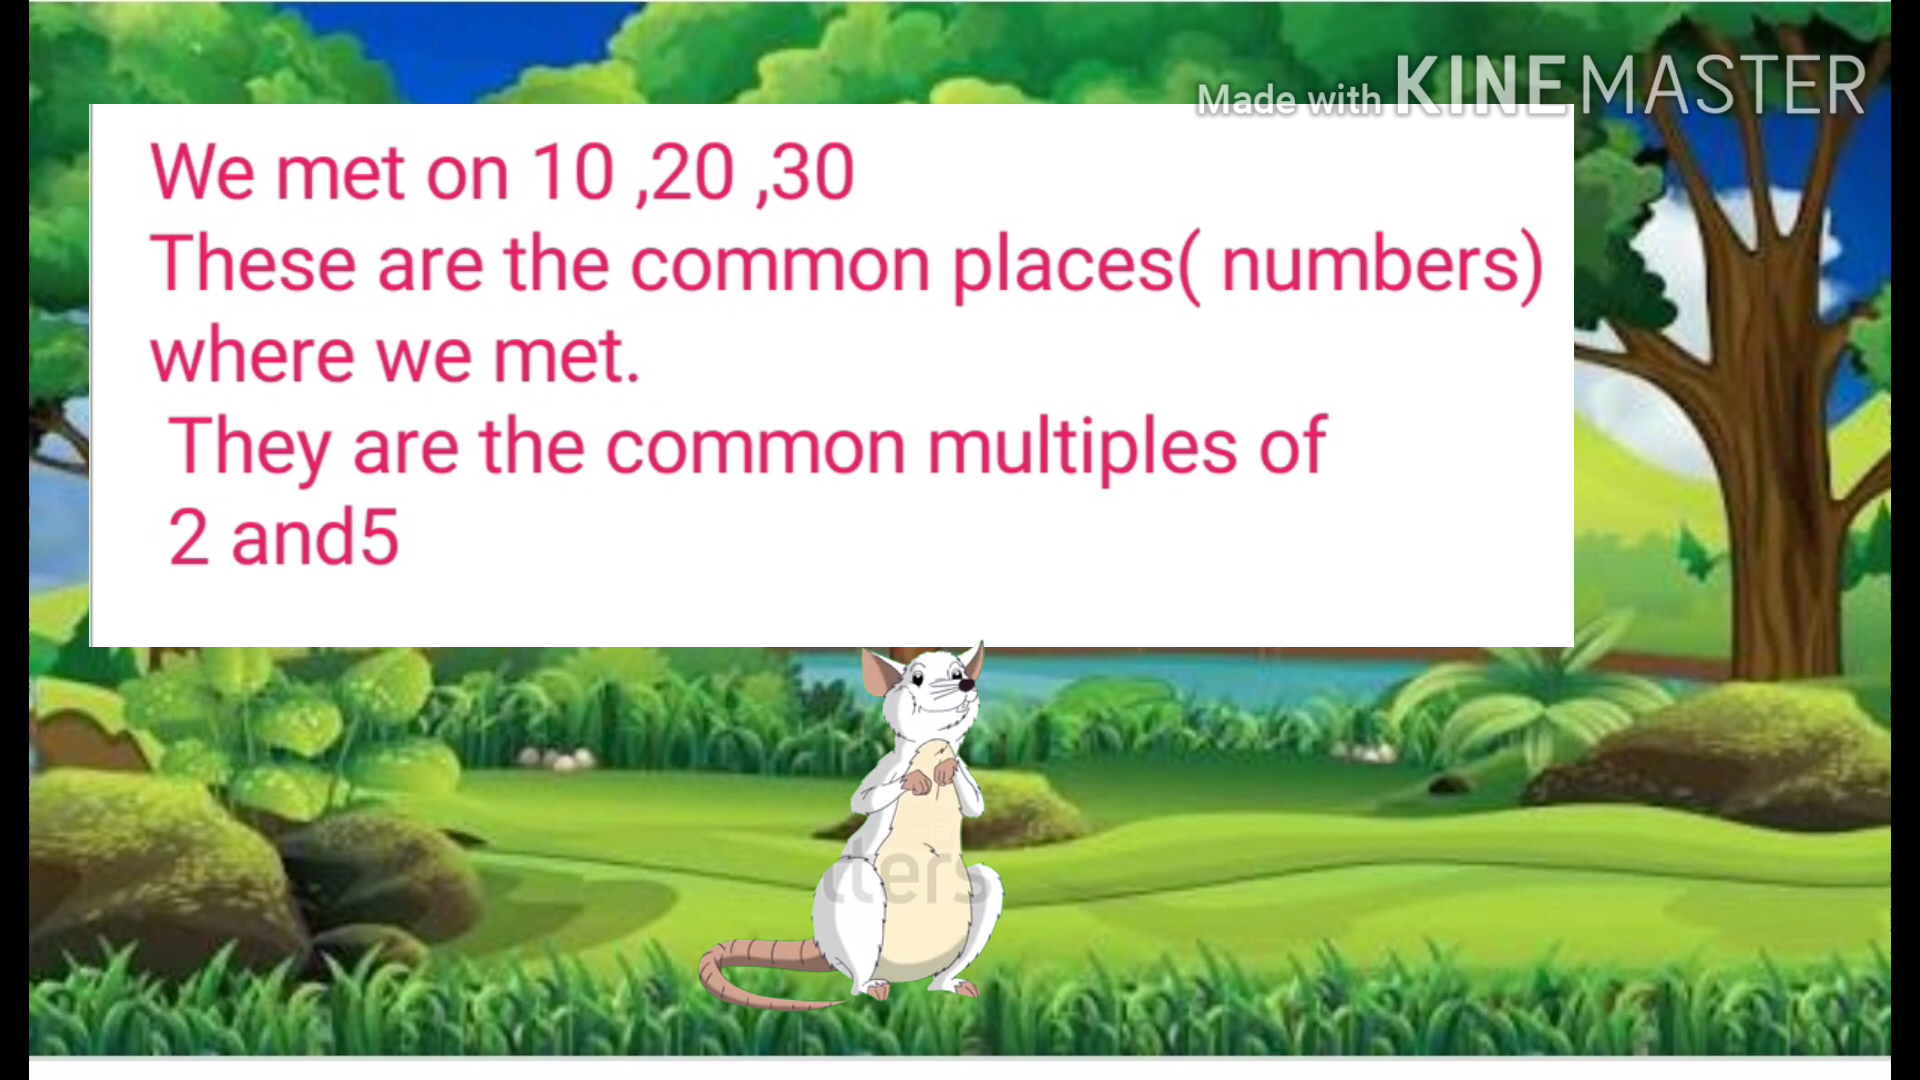 Made with KINEMASTER
We met on 10 ,20 ,30
These are the common places( numbers)
where we met.
They are the common multiples of
2 and5